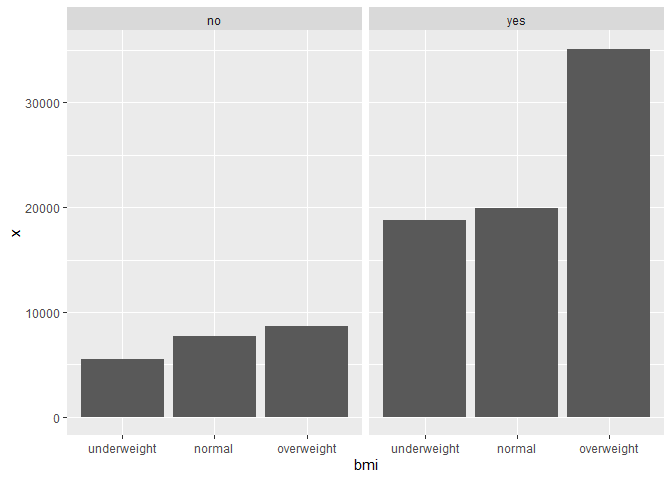 no yes
30000
20000
10000
0
x
underweight normal overweight underweight normal overweight
bmi